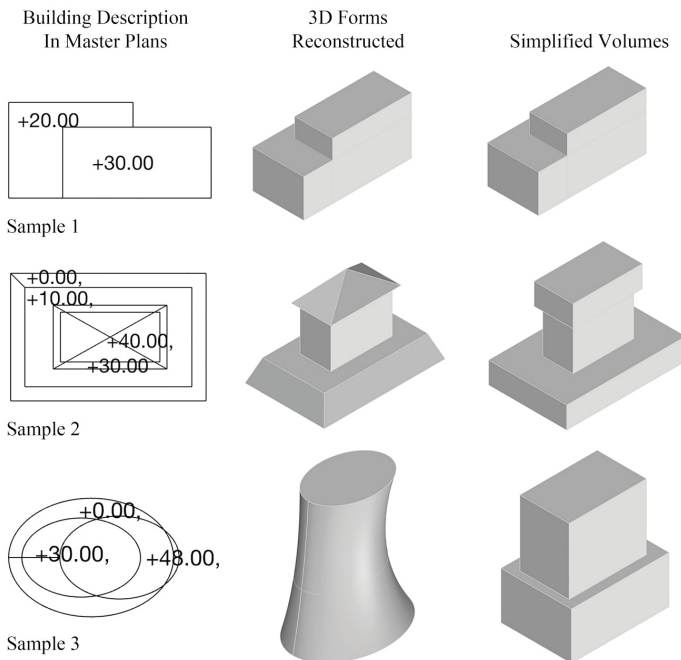 Building Description
In Master Plans
3D Forms
Reconstructed
Simplified Volumes
+20.00
+30.00
Sample 1
+0.00,
+10.00,
+40.00,
+30.00
Sample 2
+0.00,
+30.00,
+48.00,
Sample 3